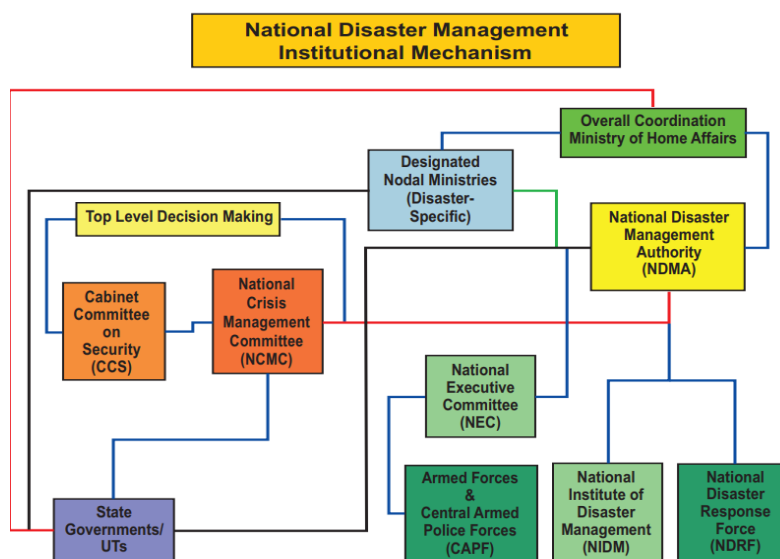 National Disaster Management
Institutional Mechanism
Overall Coordination
Ministry of Home Affairs
Designated
Nodal Ministries
(Disaster-
Specific)
Top Level Decision Making
National Disaster
Management
Authority
(NDMA)
Cabinet
Committee
on
Security
(CCS)
National
Crisis
Management
Committee
(NCMC)
National
Executive
Committee
(NEC)
State
Governments/
UTs
Armed Forces
&
Central Armed
Police Forces
(CAPF)
National
Institute of
Disaster
Management (NIDM)
National
Disaster
Response
Force
(NDRF)